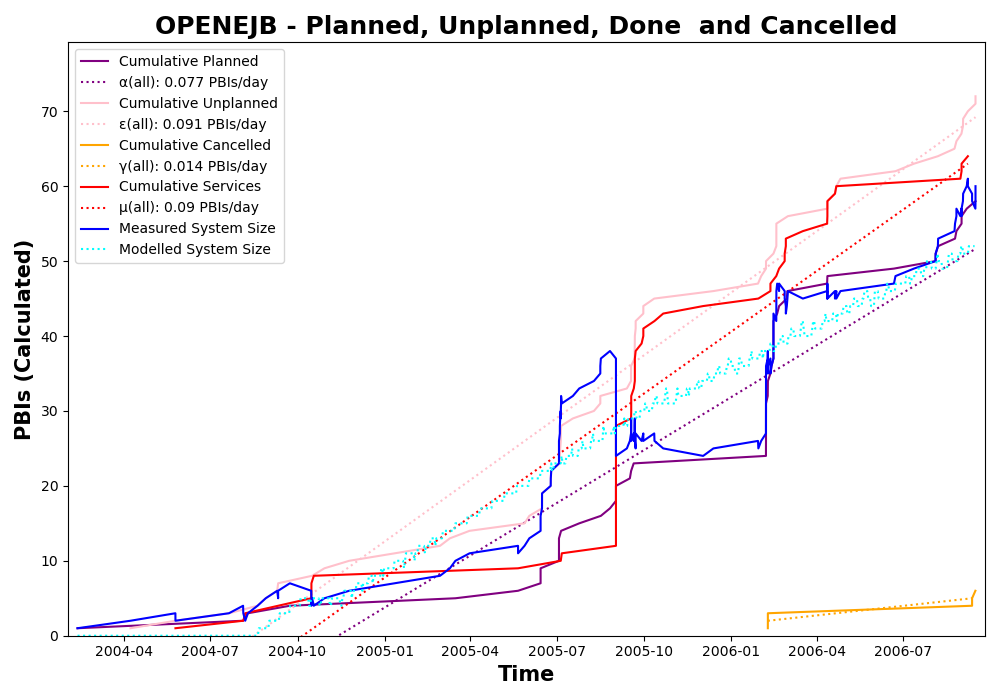 OPENEJB - Planned, Unplanned, Done  and Cancelled
Cumulative Planned
α(all): 0.077 PBIs/day
Cumulative Unplanned
ε(all): 0.091 PBIs/day
Cumulative Cancelled
γ(all): 0.014 PBIs/day
Cumulative Services
μ(all): 0.09 PBIs/day
Measured System Size
Modelled System Size
PBIs (Calculated)
70
60
50
40
30
20
10
0
2004-04 2004-07 2004-10 2005-01 2005-04 2005-07 2005-10 2006-01 2006-04 2006-07
Time